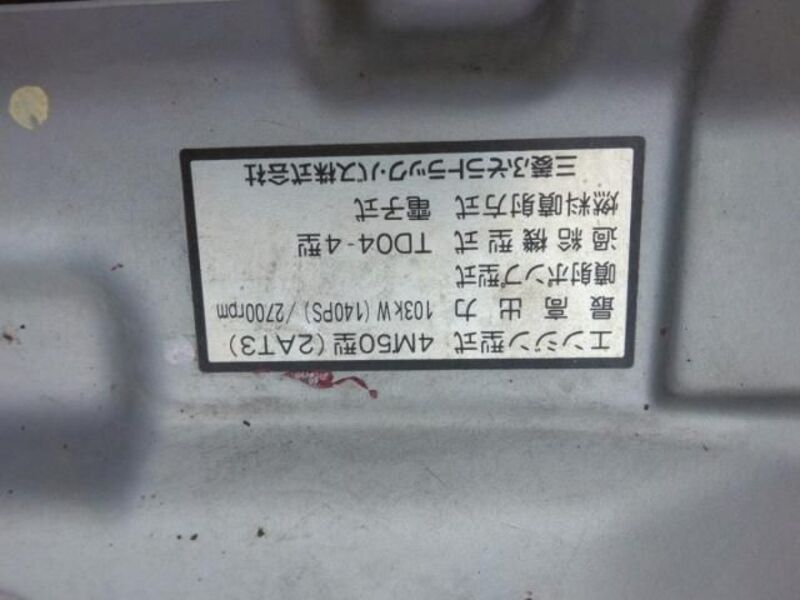 エンジン型式 4M50型(2AT3)
最高出力 103kW(140PS)/2700rpm
噴射ポンプ型式
過給機型式 TD04-4型
燃料噴射方式 電子式
三菱ふそうトラック・バス株式会社